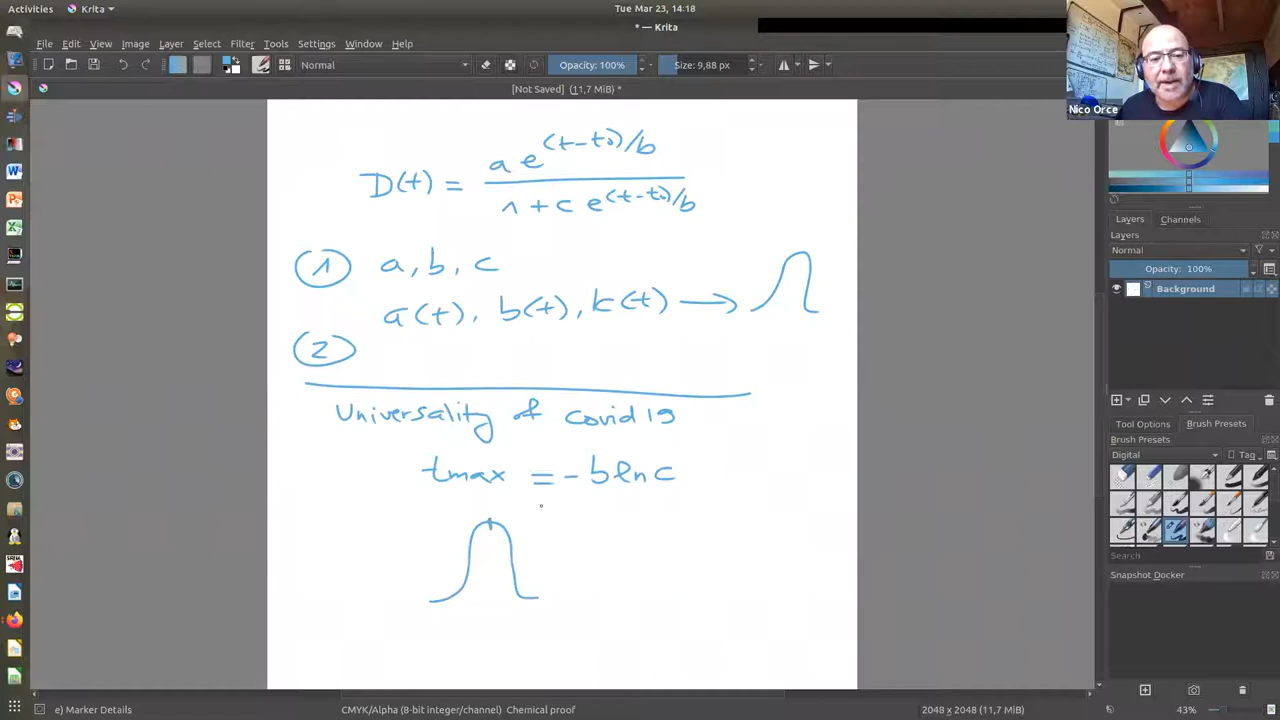 Activities Krita Tue Mar 23, 14:18
* — Krita
File Edit View Image Layer Select Filter Tools Settings Window Help
Normal Opacity: 100% Size: 9,88 px
[Not Saved] (11,7 MiB) *
Nico Orce
D(t) = a e^(t-t0)/b / 1 + c e^(t-t0)/b
1 a, b, c
a(t), b(t), k(t) →
2
Universality of Covid 19
tmax = - b ln c
Layers Channels
Layers
Normal
Opacity: 100%
Background
Tool Options Brush Presets
Brush Presets
Digital Tag
Search
Snapshot Docker
e) Marker Details CMYK/Alpha (8-bit integer/channel) Chemical proof 2048 x 2048 (11,7 MiB) 43%